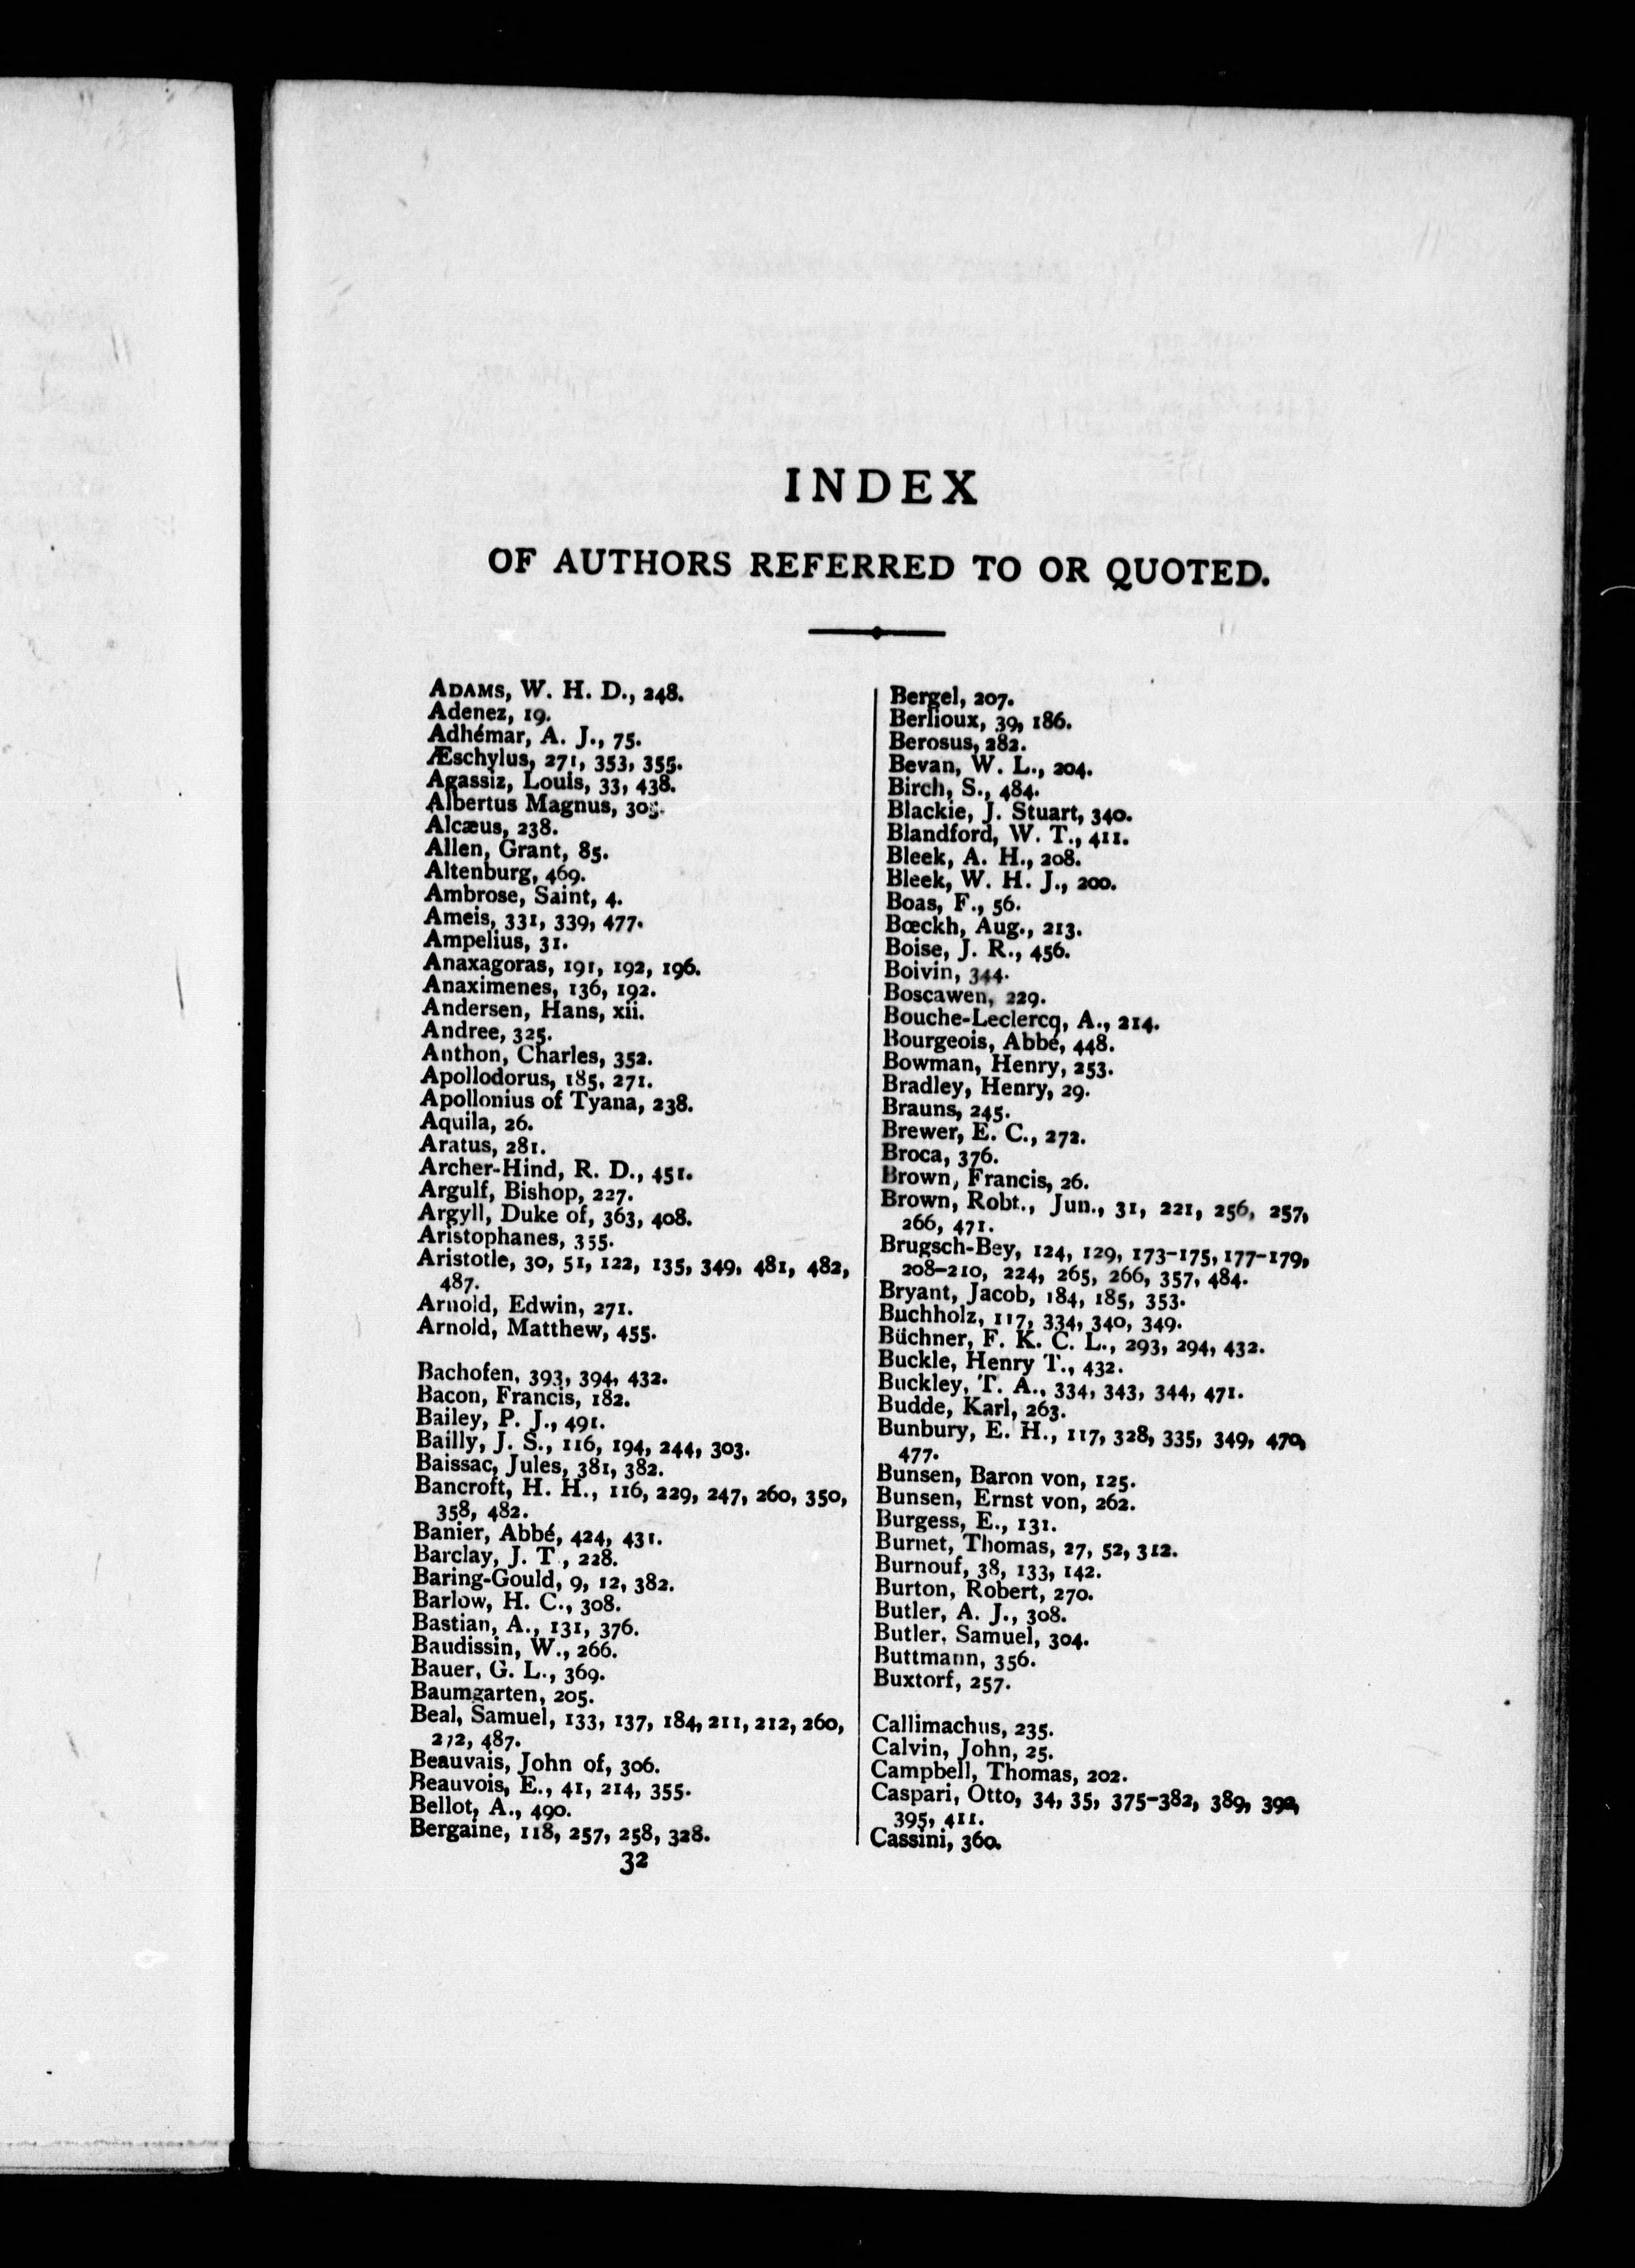 INDEX
OF AUTHORS REFERRED TO OR QUOTED.
ADAMS, W. H. D., 248.
Adenez, 19.
Adhémar, A. J., 75.
Æschylus, 271, 353, 355.
Agassiz, Louis, 33, 438.
Albertus Magnus, 305.
Alcæus, 238.
Allen, Grant, 85.
Altenburg, 469.
Ambrose, Saint, 4.
Ameis, 331, 339, 477.
Ampelius, 31.
Anaxagoras, 191, 192, 196.
Anaximenes, 136, 192.
Andersen, Hans, xii.
Andree, 325.
Anthon, Charles, 352.
Apollodorus, 185, 271.
Apollonius of Tyana, 238.
Aquila, 26.
Aratus, 281.
Archer-Hind, R. D., 451.
Argulf, Bishop, 227.
Argyll, Duke of, 363, 408.
Aristophanes, 355.
Aristotle, 30, 51, 122, 135, 349, 481, 482,
487.
Arnold, Edwin, 271.
Arnold, Matthew, 455.
Bachofen, 393, 394, 432.
Bacon, Francis, 182.
Bailey, P. J., 491.
Bailly, J. S., 116, 194, 244, 303.
Baissac, Jules, 381, 382.
Bancroft, H. H., 116, 229, 247, 260, 350,
358, 482.
Banier, Abbé, 424, 431.
Barclay, J. T., 228.
Baring-Gould, 9, 12, 382.
Barlow, H. C., 308.
Bastian, A., 131, 376.
Baudissin, W., 266.
Bauer, G. L., 369.
Baumgarten, 205.
Beal, Samuel, 133, 137, 184, 211, 212, 260,
272, 487.
Beauvais, John of, 306.
Beauvois, E., 41, 214, 355.
Bellot, A., 490.
Bergaine, 118, 257, 258, 328.
32
Bergel, 207.
Berlioux, 39, 186.
Berosus, 282.
Bevan, W. L., 204.
Birch, S., 484.
Blackie, J. Stuart, 340.
Blandford, W. T., 411.
Bleek, A. H., 208.
Bleek, W. H. J., 200.
Boas, F., 56.
Bœckh, Aug., 213.
Boise, J. R., 456.
Boivin, 344.
Boscawen, 229.
Bouche-Leclercq, A., 214.
Bourgeois, Abbé, 448.
Bowman, Henry, 253.
Bradley, Henry, 29.
Brauns, 245.
Brewer, E. C., 272.
Broca, 376.
Brown, Francis, 26.
Brown, Robt., Jun., 31, 221, 256, 257,
266, 471.
Brugsch-Bey, 124, 129, 173-175, 177-179,
208-210, 224, 265, 266, 357, 484.
Bryant, Jacob, 184, 185, 353.
Buchholz, 117, 334, 340, 349.
Büchner, F. K. C. L., 293, 294, 432.
Buckle, Henry T., 432.
Buckley, T. A., 334, 343, 344, 471.
Budde, Karl, 263.
Bunbury, E. H., 117, 328, 335, 349, 470,
477.
Bunsen, Baron von, 125.
Bunsen, Ernst von, 262.
Burgess, E., 131.
Burnet, Thomas, 27, 52, 312.
Burnouf, 38, 133, 142.
Burton, Robert, 270.
Butler, A. J., 308.
Butler, Samuel, 304.
Buttmann, 356.
Buxtorf, 257.
Callimachus, 235.
Calvin, John, 25.
Campbell, Thomas, 202.
Caspari, Otto, 34, 35, 375-382, 389,
395, 411.
Cassini, 360.